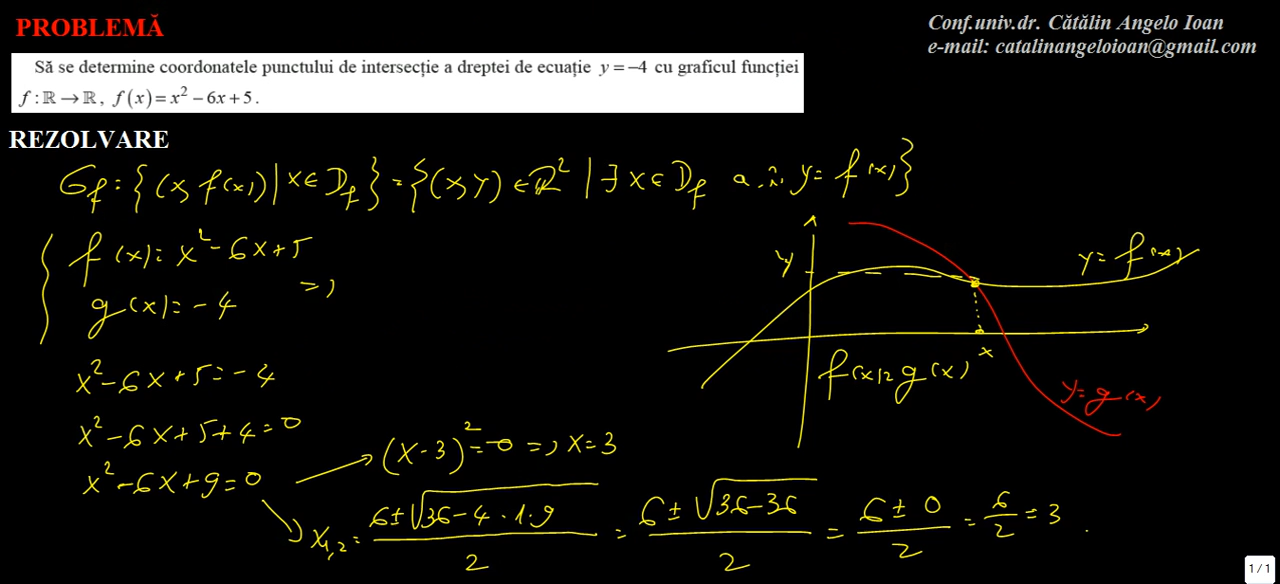 PROBLEMĂ
Conf.univ.dr. Cătălin Angelo Ioan
e-mail: catalinangeloioan@gmail.com
Să se determine coordonatele punctului de intersecție a dreptei de ecuație y = −4 cu graficul funcției
f : ℝ → ℝ, f(x) = x² − 6x + 5.
REZOLVARE
G_f = {(x, f(x)) | x ∈ D_f} = {(x, y) ∈ ℝ² | ∃ x ∈ D_f a.î. y = f(x)}
f(x) = x² − 6x + 5
g(x) = −4
=>
y
y = f(x)
x² − 6x + 5 = −4
f(x) = g(x)
x
y = g(x)
x² − 6x + 5 + 4 = 0
(x − 3)² = 0 => x = 3
x² − 6x + 9 = 0
x₁,₂ = (6 ± √(36 − 4 · 1 · 9))/2 = (6 ± √(36 − 36))/2 = (6 ± 0)/2 = 6/2 = 3.
1 / 1